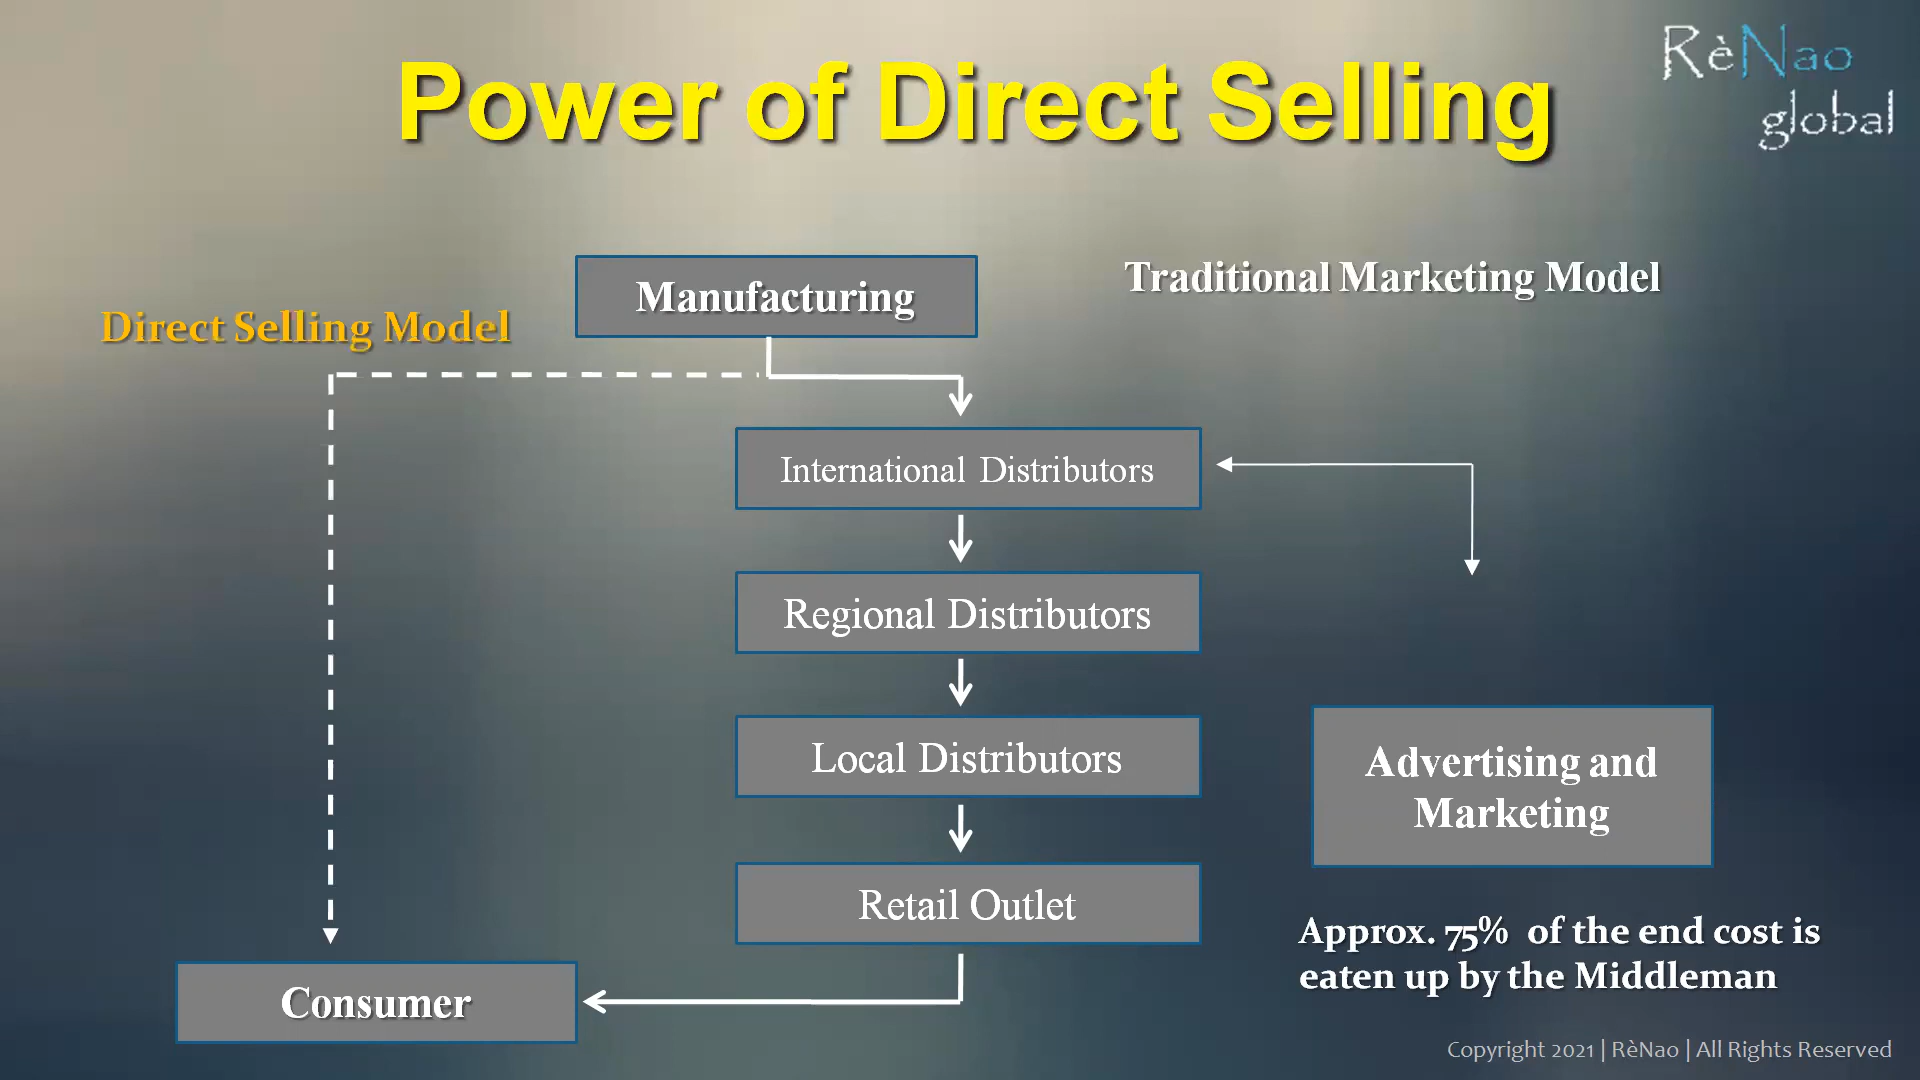 Power of Direct Selling
RèNao
global
Manufacturing
Traditional Marketing Model
Direct Selling Model
International Distributors
Regional Distributors
Local Distributors
Advertising and
Marketing
Retail Outlet
Approx. 75% of the end cost is
eaten up by the Middleman
Consumer
Copyright 2021 | RèNao | All Rights Reserved